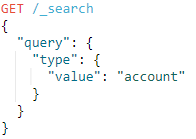 GET /_search
{
  "query": {
    "type": {
      "value": "account"
    }
  }
}